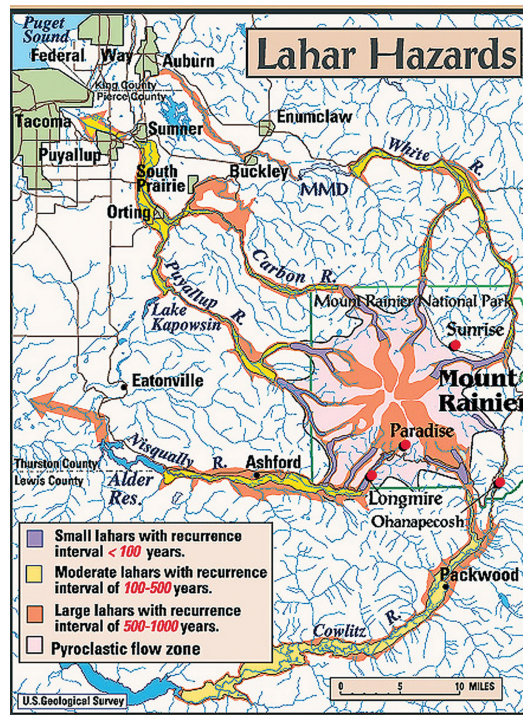 Puget
Sound
Federal Way
Auburn
Lahar Hazards
King County
Pierce County
Tacoma
Sumner
Enumclaw
Puyallup
White R.
South
Prairie
Buckley
MMD
Orting
Carbon R.
Puyallup R.
Mount Rainier National Park
Lake
Kapowsin
Sunrise
Mount
Rainier
Eatonville
Paradise
Nisqually R.
Ashford
Thurston County
Lewis County
Alder
Res.
Longmire
Ohanapecosh
Small lahars with recurrence
interval < 100 years.
Moderate lahars with recurrence
interval of 100-500 years.
Large lahars with recurrence
interval of 500-1000 years.
Pyroclastic flow zone
Packwood
Cowlitz R.
0 5 10 MILES
U.S.Geological Survey